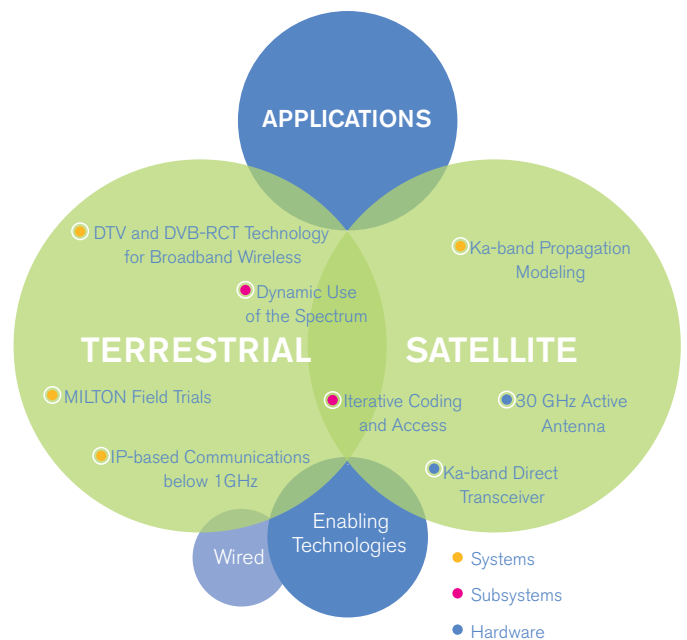 APPLICATIONS
DTV and DVB-RCT Technology
for Broadband Wireless
Ka-band Propagation
Modeling
Dynamic Use
of the Spectrum
TERRESTRIAL
SATELLITE
MILTON Field Trials
Iterative Coding
and Access
30 GHz Active
Antenna
IP-based Communications
below 1GHz
Ka-band Direct
Transceiver
Enabling
Technologies
Wired
Systems
Subsystems
Hardware